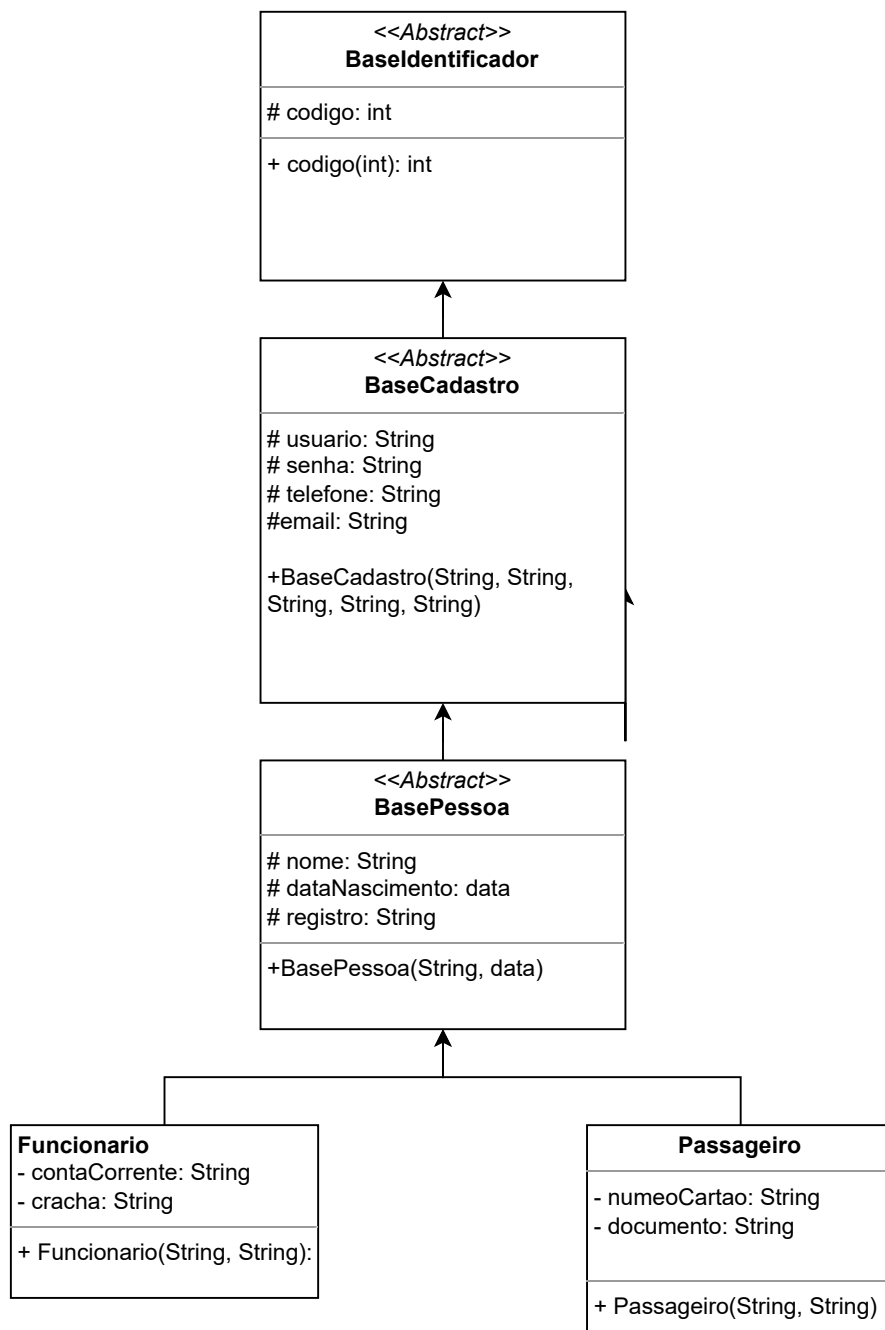 <<Abstract>>
BaseIdentificador
# codigo: int
+ codigo(int): int
<<Abstract>>
BaseCadastro
# usuario: String
# senha: String
# telefone: String
#email: String
+BaseCadastro(String, String,
String, String, String)
<<Abstract>>
BasePessoa
# nome: String
# dataNascimento: data
# registro: String
+BasePessoa(String, data)
Funcionario
- contaCorrente: String
- cracha: String
+ Funcionario(String, String):
Passageiro
- numeoCartao: String
- documento: String
+ Passageiro(String, String)